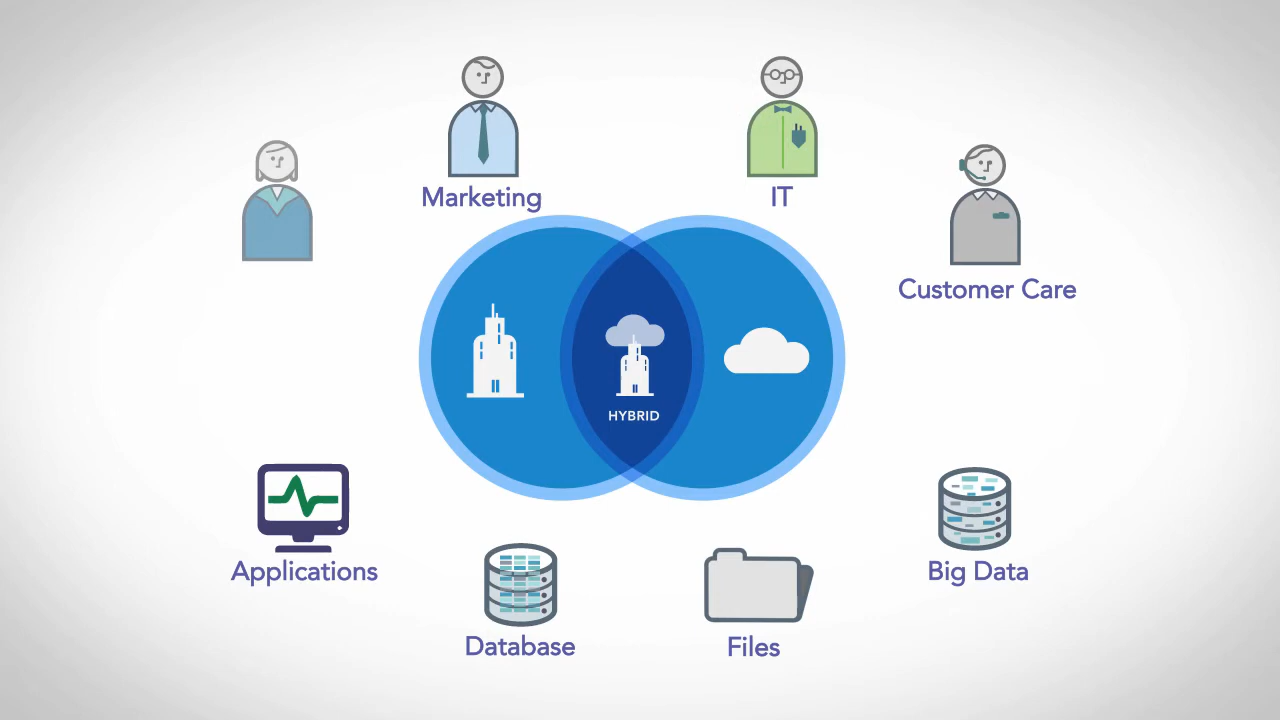 Marketing
IT
Customer Care
HYBRID
Applications
Big Data
Database
Files